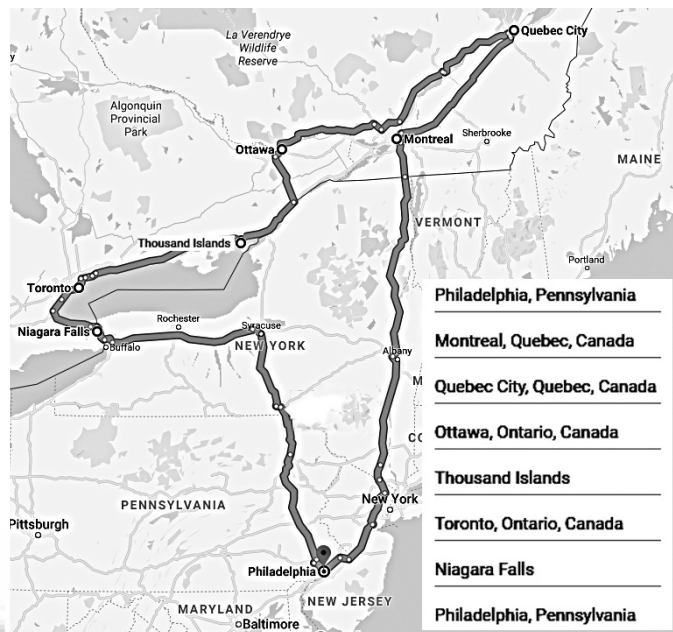 Quebec City
La Verendrye
Wildlife
Reserve
Algonquin
Provincial
Park
Sherbrooke
Montreal
Ottawa
MAINE
VERMONT
Thousand Islands
Portland
Toronto
Rochester
Niagara Falls
Syracuse
Buffalo
NEW YORK
Albany
M
CO
New York
PENNSYLVANIA
Pittsburgh
Philadelphia
NEW JERSEY
MARYLAND
Baltimore
Philadelphia, Pennsylvania
Montreal, Quebec, Canada
Quebec City, Quebec, Canada
Ottawa, Ontario, Canada
Thousand Islands
Toronto, Ontario, Canada
Niagara Falls
Philadelphia, Pennsylvania